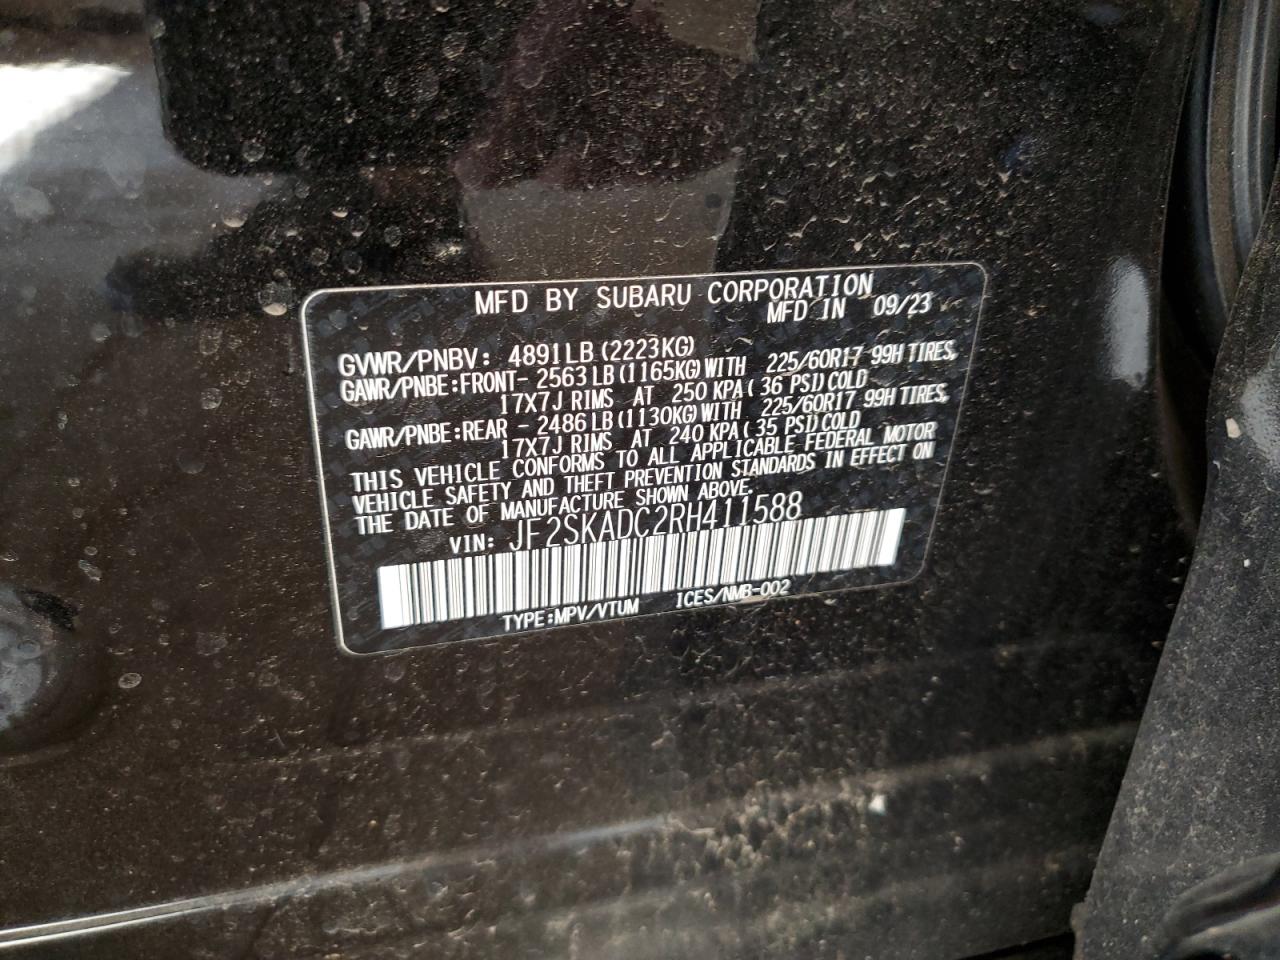 MFD BY SUBARU CORPORATION
MFD IN 09/23
GVWR/PNBV: 4891LB(2223KG)
GAWR/PNBE:FRONT- 2563LB(1165KG)WITH 225/60R17 99H TIRES,
17X7J RIMS AT 250 KPA( 36 PSI)COLD
GAWR/PNBE:REAR - 2486LB(1130KG)WITH 225/60R17 99H TIRES,
17X7J RIMS AT 240 KPA( 35 PSI)COLD
THIS VEHICLE CONFORMS TO ALL APPLICABLE FEDERAL MOTOR
VEHICLE SAFETY AND THEFT PREVENTION STANDARDS IN EFFECT ON
THE DATE OF MANUFACTURE SHOWN ABOVE.
VIN: JF2SKADC2RH411588
TYPE:MPV/VTUM ICES/NMB-002